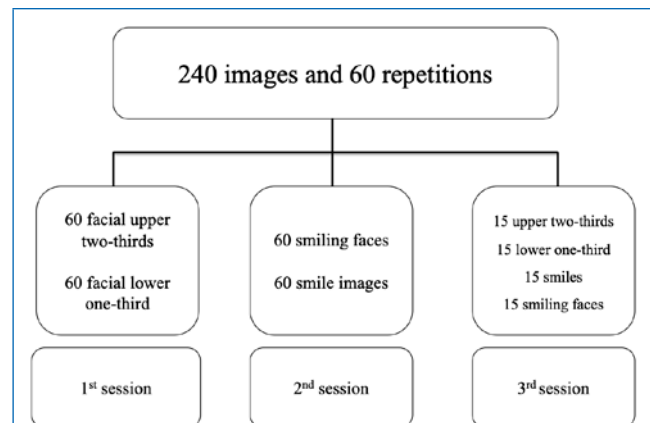 240 images and 60 repetitions
60 facial upper
two-thirds
60 facial lower
one-third
60 smiling faces
60 smile images
15 upper two-thirds
15 lower one-third
15 smiles
15 smiling faces
1st session
2nd session
3rd session